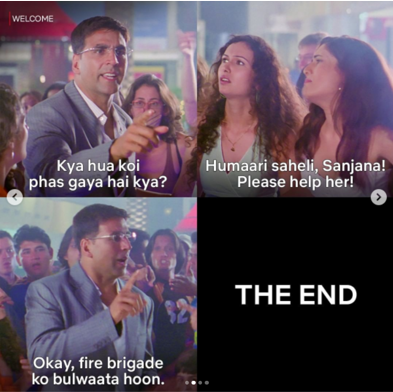 WELCOME
Kya hua koi
phas gaya hai kya?
Humaari saheli, Sanjana!
Please help her!
Okay, fire brigade
ko bulwaata hoon.
THE END